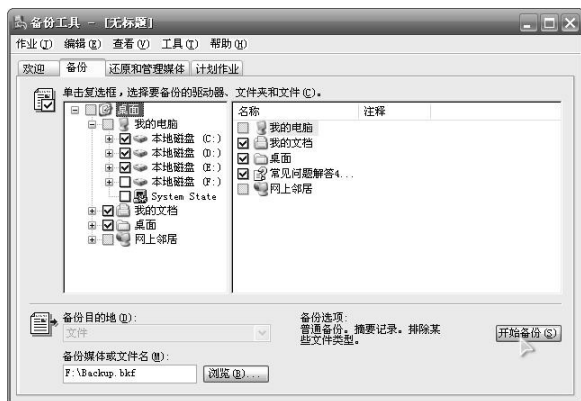 备份工具 - [无标题]
作业(J) 编辑(E) 查看(V) 工具(T) 帮助(H)
欢迎 备份 还原和管理媒体 计划作业
单击复选框，选择要备份的驱动器、文件夹和文件(C)。
桌面
我的电脑
本地磁盘 (C:)
本地磁盘 (D:)
本地磁盘 (E:)
本地磁盘 (F:)
System State
我的文档
桌面
网上邻居
名称 注释
我的电脑
我的文档
桌面
常见问题解答4...
网上邻居
备份目的地(D):
文件
备份媒体或文件名(M):
F:\Backup.bkf 浏览(B)...
备份选项:
普通备份。摘要记录。排除某
些文件类型。
开始备份(S)